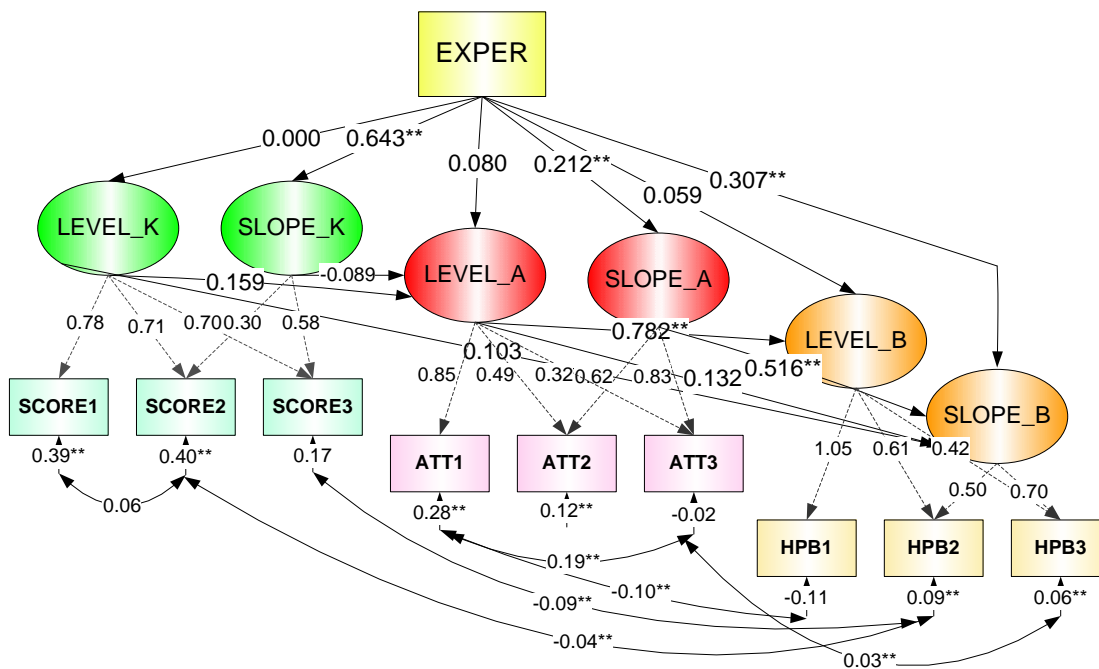 EXPER
0.000
0.643**
0.080
0.212**
0.059
0.307**
LEVEL_K
SLOPE_K
LEVEL_A
SLOPE_A
LEVEL_B
SLOPE_B
0.159
-0.089
0.782**
0.103
0.132
0.516**
0.78
0.71
0.70
0.30
0.58
0.85
0.49
0.32
0.62
0.83
1.05
0.61
0.42
0.50
0.70
SCORE1
SCORE2
SCORE3
ATT1
ATT2
ATT3
HPB1
HPB2
HPB3
0.39**
0.40**
0.17
0.28**
0.12**
-0.02
-0.11
0.09**
0.06**
0.06
0.19**
-0.10**
-0.09**
-0.04**
0.03**